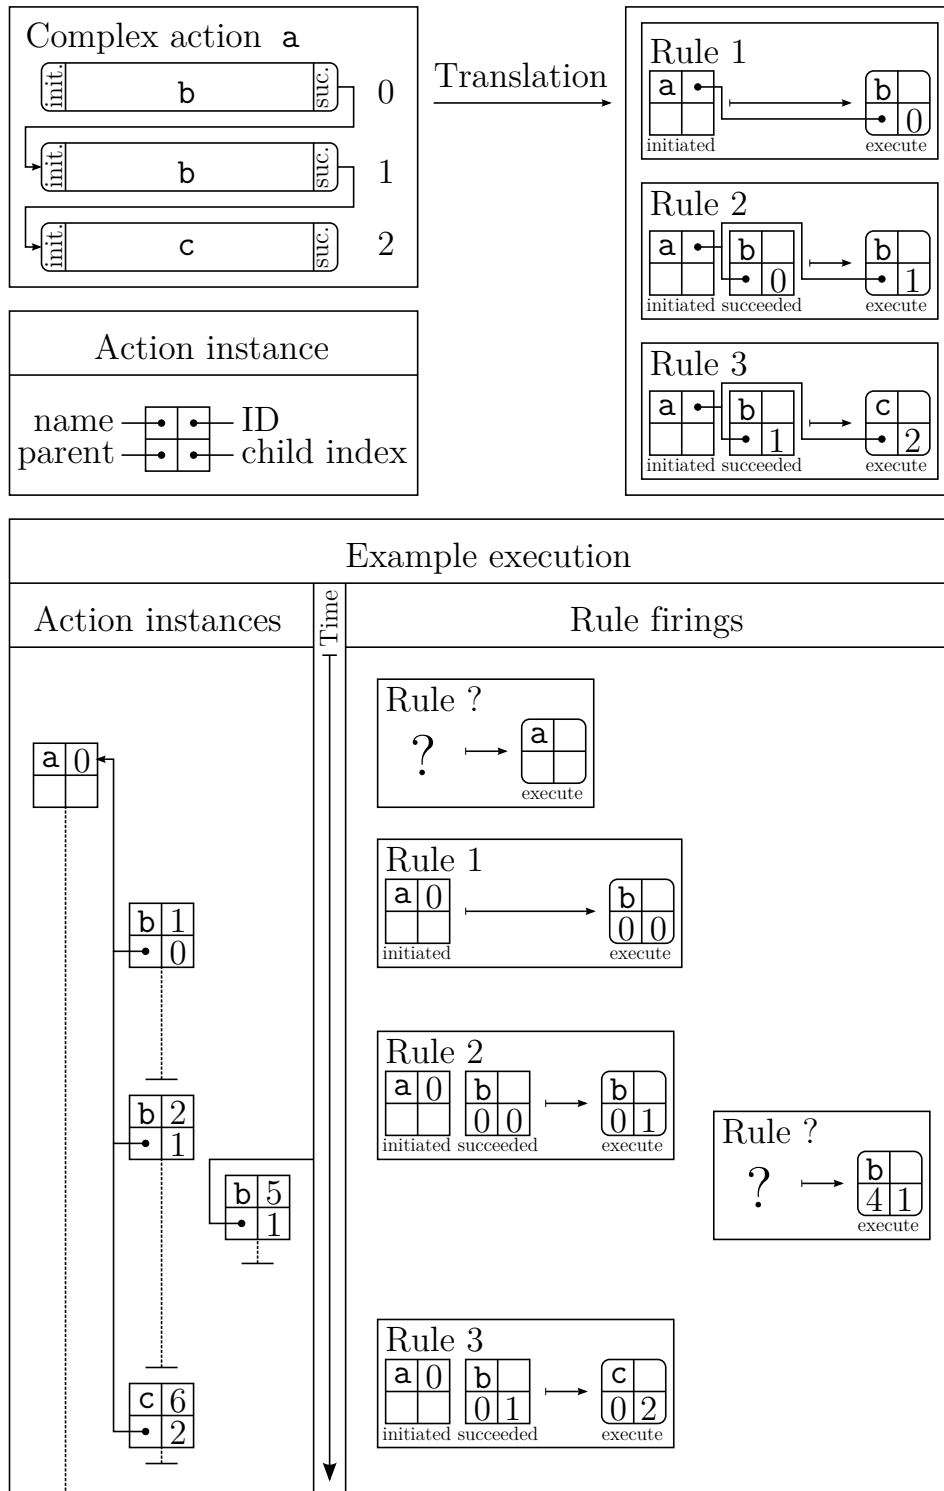 Complex action a
init. b suc. 0
init. b suc. 1
init. c suc. 2
Translation
Rule 1
a b
0
initiated execute
Rule 2
a b b
0 1
initiated succeeded execute
Rule 3
a b c
1 2
initiated succeeded execute
Action instance
name ID
parent child index
Example execution
Action instances
Time
Rule firings
a 0
b 1
0
b 2
1
b 5
1
c 6
2
Rule ?
? a
execute
Rule 1
a 0 b
0 0
initiated execute
Rule 2
a 0 b b
0 0 0 1
initiated succeeded execute
Rule ?
? b
4 1
execute
Rule 3
a 0 b c
0 1 0 2
initiated succeeded execute